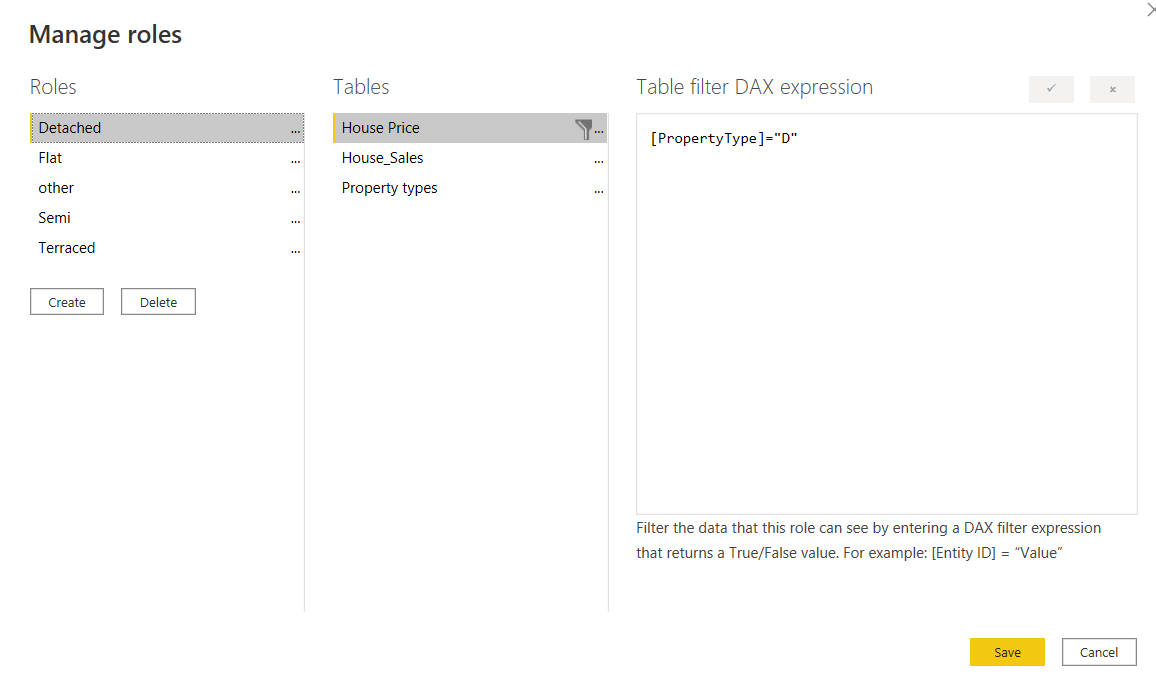 Manage roles
Roles
Detached ...
Flat ...
other ...
Semi ...
Terraced ...
Create Delete
Tables
House Price ...
House_Sales ...
Property types ...
Table filter DAX expression
[PropertyType]="D"
Filter the data that this role can see by entering a DAX filter expression
that returns a True/False value. For example: [Entity ID] = “Value”
Save Cancel